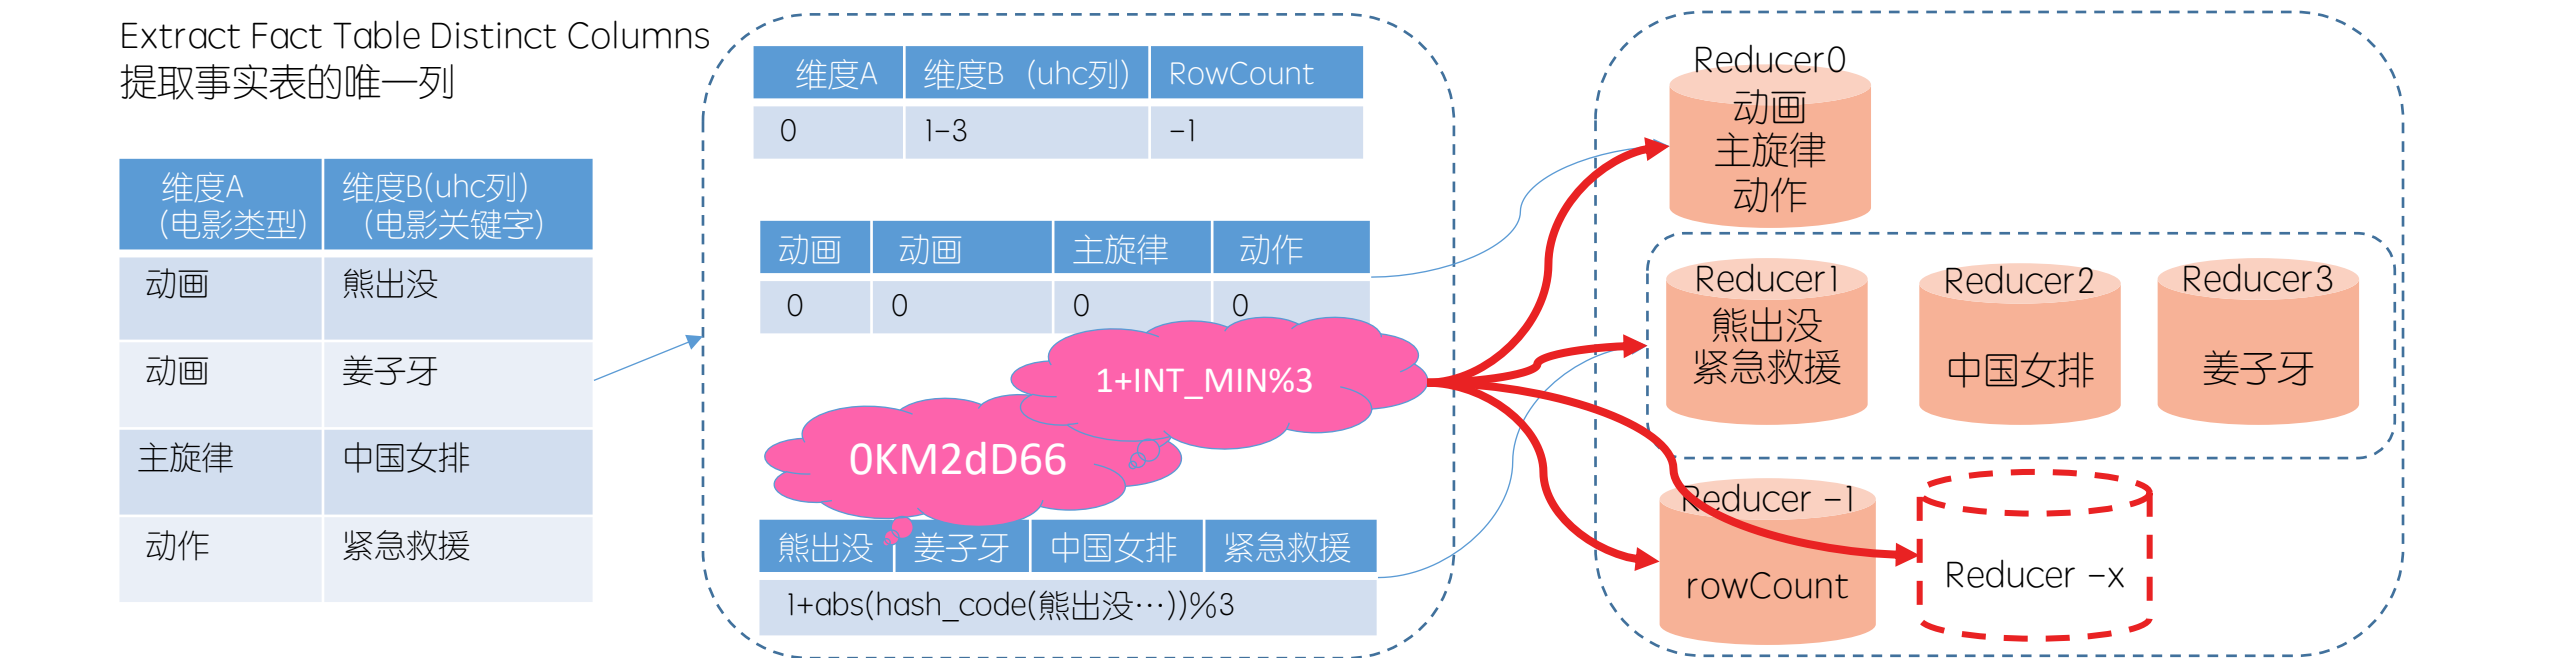 Extract Fact Table Distinct Columns
提取事实表的唯一列
维度A
(电影类型)
维度B(uhc列)
(电影关键字)
动画
熊出没
动画
姜子牙
主旋律
中国女排
动作
紧急救援
维度A
维度B (uhc列)
RowCount
0
1-3
-1
动画
动画
主旋律
动作
0
0
0
0
1+INT_MIN%3
0KM2dD66
熊出没
姜子牙
中国女排
紧急救援
1+abs(hash_code(熊出没…))%3
Reducer0
动画
主旋律
动作
Reducer1
熊出没
紧急救援
Reducer2
中国女排
Reducer3
姜子牙
Reducer -1
rowCount
Reducer -x